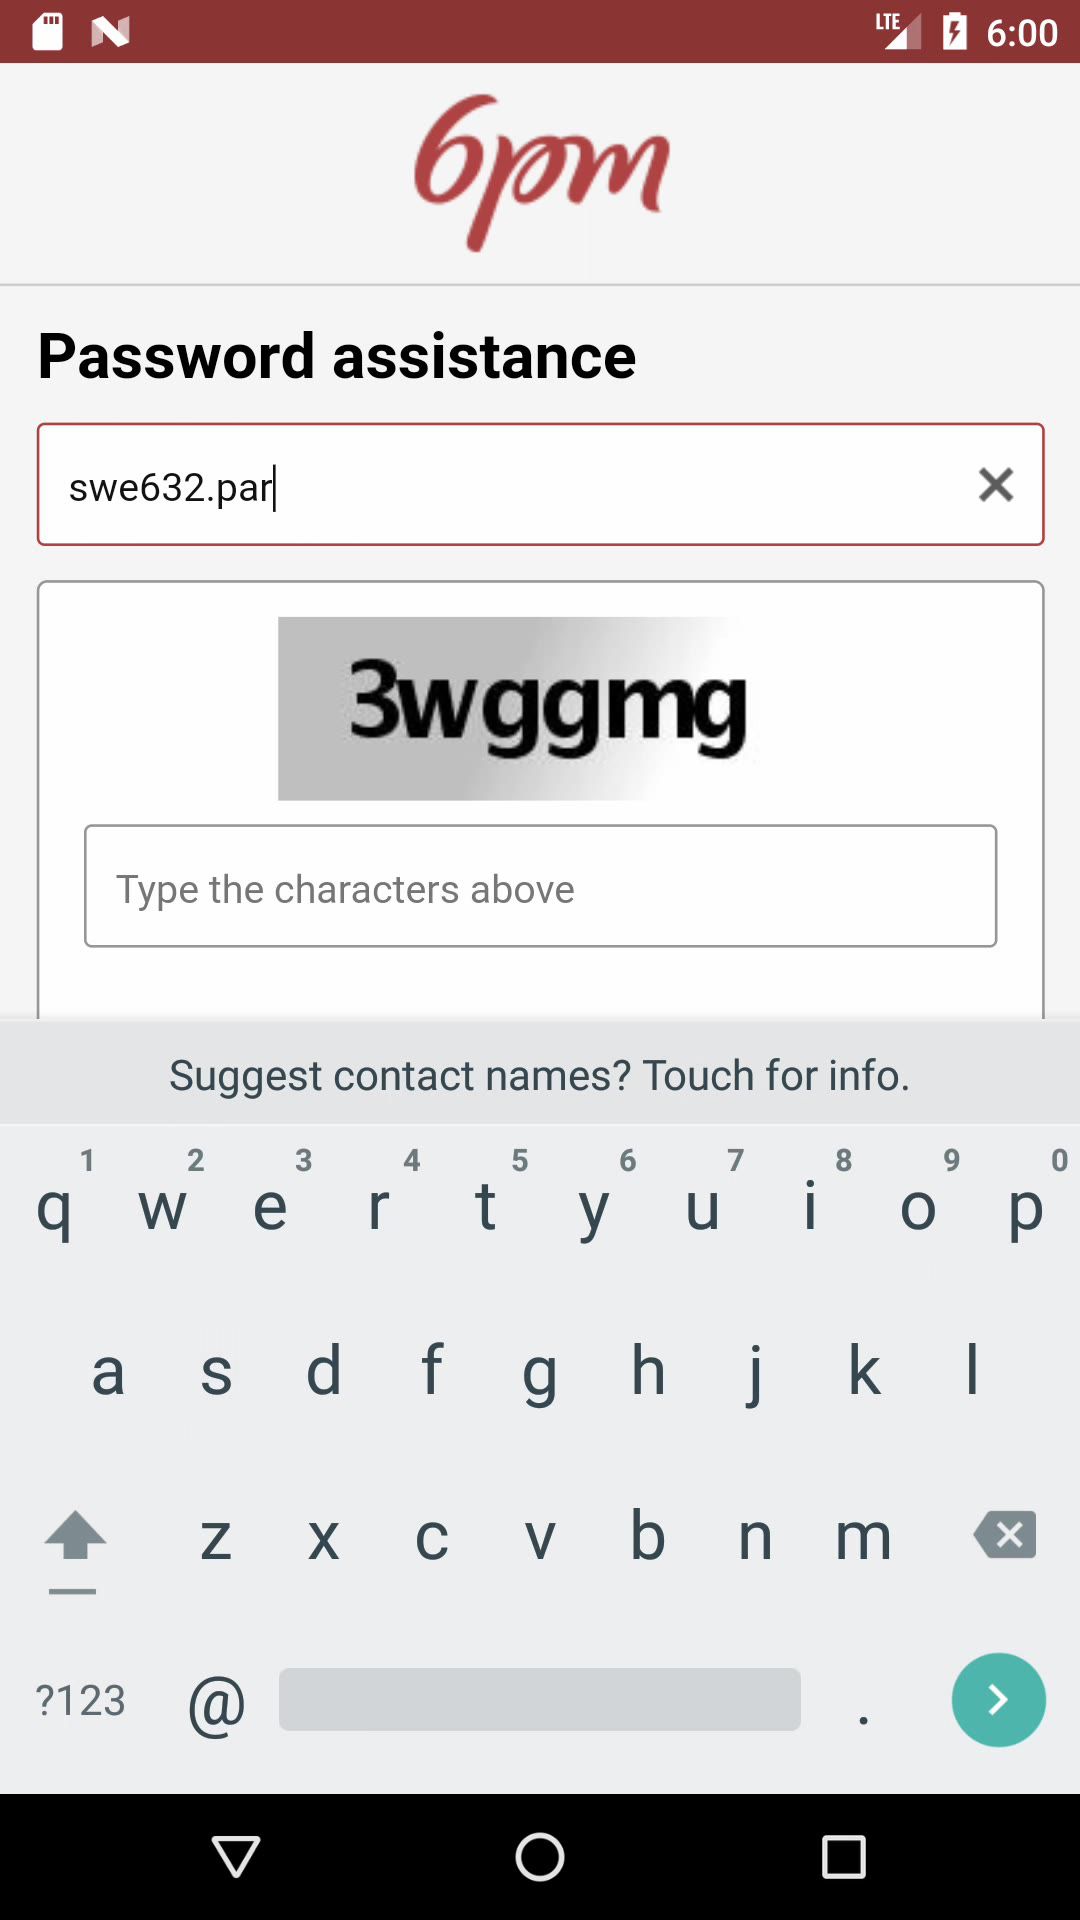 LTE 6:00
6pm
Password assistance
swe632.par
3wggmg
Type the characters above
Suggest contact names? Touch for info.
1 2 3 4 5 6 7 8 9 0
q w e r t y u i o p
a s d f g h j k l
z x c v b n m
?123 @ .